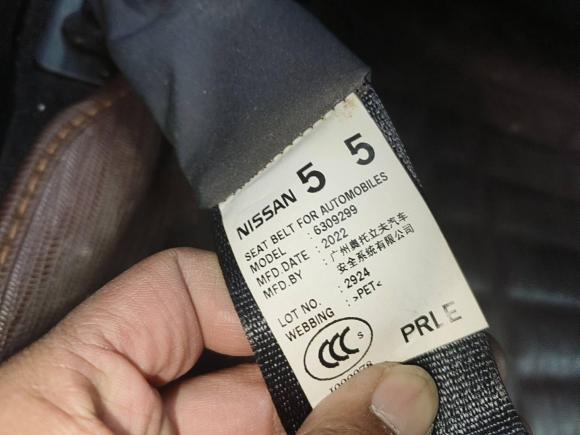 NISSAN 5 5
SEAT BELT FOR AUTOMOBILES
MODEL : 6309299
MFD.DATE : 2022
MFD.BY : 广州奥托立夫汽车
安全系统有限公司
LOT NO. : 2924
WEBBING : >PET<
CCC S
PRLE